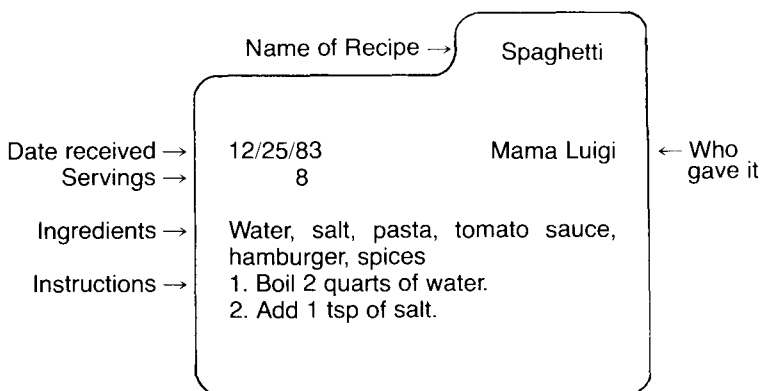 Name of Recipe → Spaghetti
Date received → 12/25/83 Mama Luigi ← Who
Servings → 8 gave it
Ingredients → Water, salt, pasta, tomato sauce,
hamburger, spices
Instructions → 1. Boil 2 quarts of water.
2. Add 1 tsp of salt.